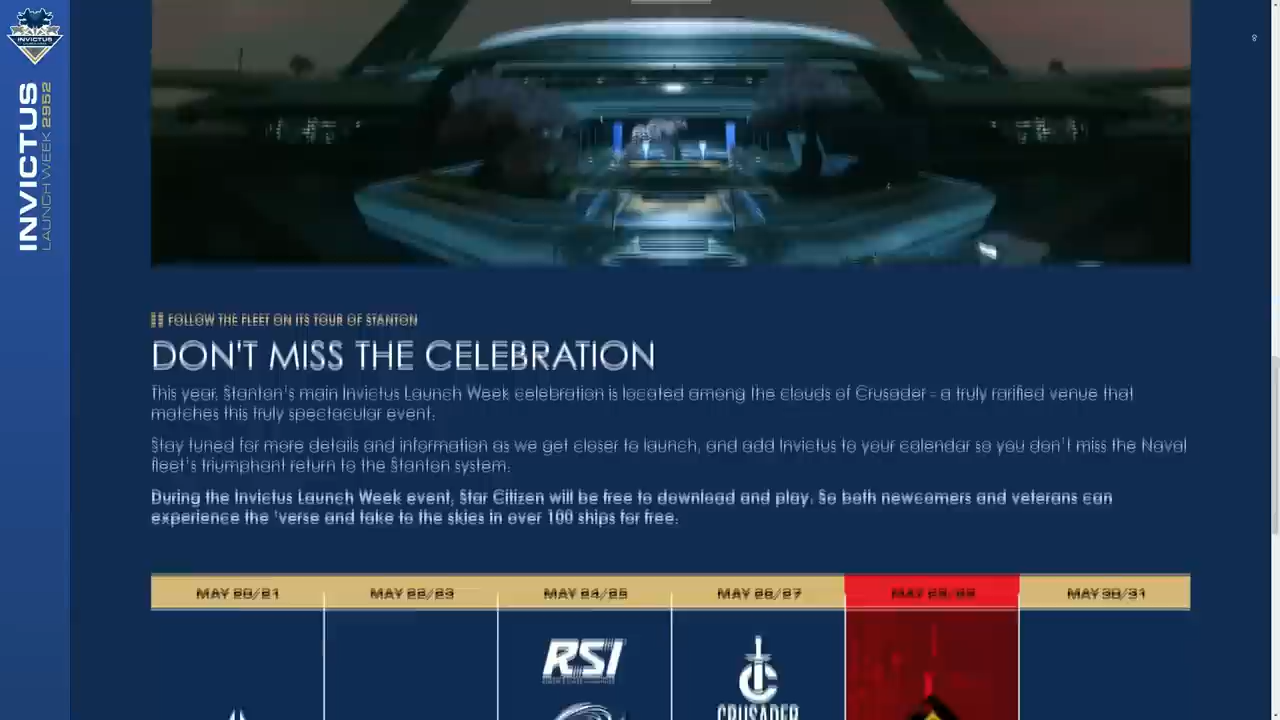 INVICTUS
INVICTUS
LAUNCH WEEK 2952
FOLLOW THE FLEET ON ITS TOUR OF STANTON
DON'T MISS THE CELEBRATION
This year, Stanton's main Invictus Launch Week celebration is located among the clouds of Crusader - a truly rarified venue that
matches this truly spectacular event.
Stay tuned for more details and information as we get closer to launch, and add Invictus to your calendar so you don't miss the Naval
fleet's triumphant return to the Stanton system.
During the Invictus Launch Week event, Star Citizen will be free to download and play. So both newcomers and veterans can
experience the 'verse and take to the skies in over 100 ships for free.
MAY 20/21
MAY 22/23
MAY 24/25
MAY 26/27
MAY 28/29
MAY 30/31
RSI
CRUSADER